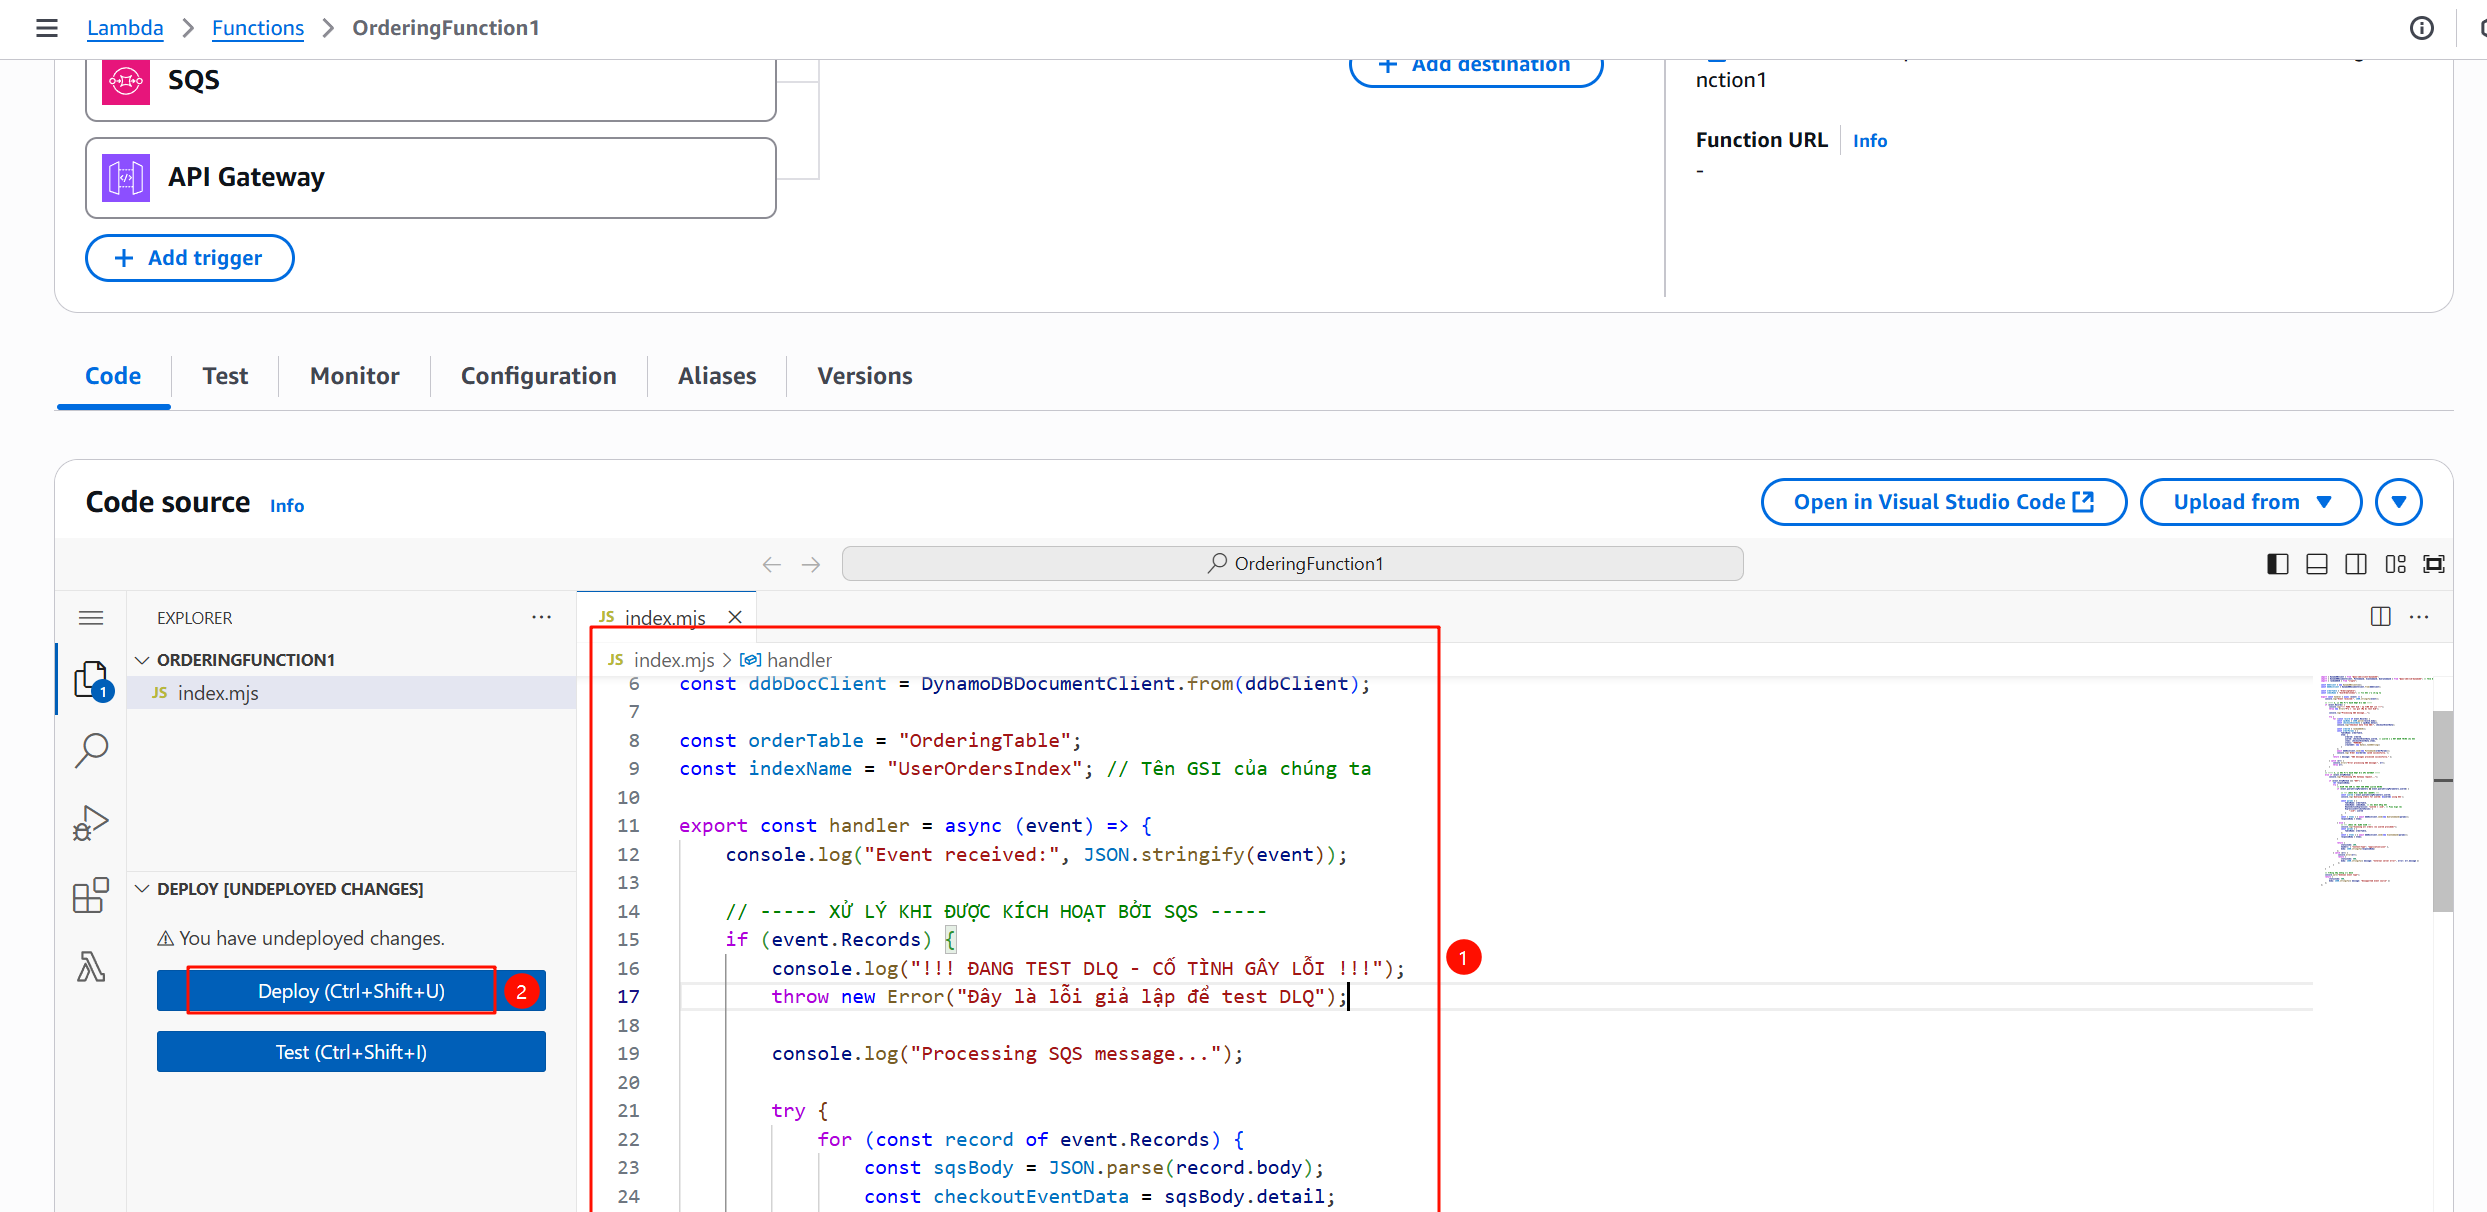 Lambda > Functions > OrderingFunction1
SQS
+ Add destination
nction1
API Gateway
Function URL Info
-
+ Add trigger
Code Test Monitor Configuration Aliases Versions
Code source Info
Open in Visual Studio Code
Upload from
OrderingFunction1
EXPLORER
JS index.mjs
ORDERINGFUNCTION1
JS index.mjs > handler
1
JS index.mjs
6 const ddbDocClient = DynamoDBDocumentClient.from(ddbClient);
7
8 const orderTable = "OrderingTable";
9 const indexName = "UserOrdersIndex"; // Tên GSI của chúng ta
10
11 export const handler = async (event) => {
12 console.log("Event received:", JSON.stringify(event));
13
14 // ----- XỬ LÝ KHI ĐƯỢC KÍCH HOẠT BỞI SQS -----
15 if (event.Records) {
16 console.log("!!! ĐANG TEST DLQ - CỐ TÌNH GÂY LỖI !!!");
17 throw new Error("Đây là lỗi giả lập để test DLQ");
18
19 console.log("Processing SQS message...");
20
21 try {
22 for (const record of event.Records) {
23 const sqsBody = JSON.parse(record.body);
24 const checkoutEventData = sqsBody.detail;
1
DEPLOY [UNDEPLOYED CHANGES]
You have undeployed changes.
Deploy (Ctrl+Shift+U)
2
Test (Ctrl+Shift+I)